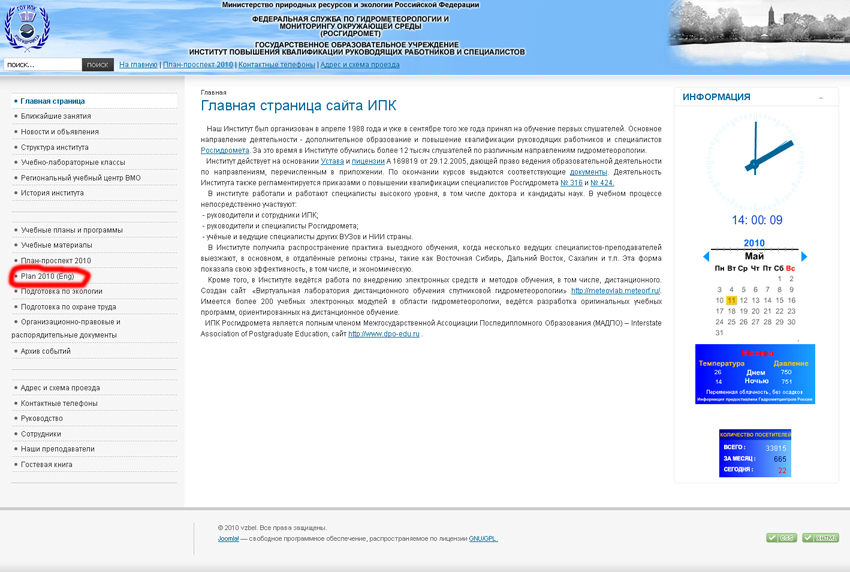 ГОУ ИПК
РОСГИДРОМЕТ
Министерство природных ресурсов и экологии Российской Федерации
ФЕДЕРАЛЬНАЯ СЛУЖБА ПО ГИДРОМЕТЕОРОЛОГИИ И
МОНИТОРИНГУ ОКРУЖАЮЩЕЙ СРЕДЫ
(РОСГИДРОМЕТ)
ГОСУДАРСТВЕННОЕ ОБРАЗОВАТЕЛЬНОЕ УЧРЕЖДЕНИЕ
ИНСТИТУТ ПОВЫШЕНИЯ КВАЛИФИКАЦИИ РУКОВОДЯЩИХ РАБОТНИКОВ И СПЕЦИАЛИСТОВ
поиск... ПОИСК На главную | План-проспект 2010 | Контактные телефоны | Адрес и схема проезда
Главная страница
Ближайшие занятия
Новости и объявления
Структура института
Учебно-лабораторные классы
Региональный учебный центр ВМО
История института
Учебные планы и программы
Учебные материалы
План-проспект 2010
Plan 2010 (Eng)
Подготовка по экологии
Подготовка по охране труда
Организационно-правовые и
распорядительные документы
Архив событий
Адрес и схема проезда
Контактные телефоны
Руководство
Сотрудники
Наши преподаватели
Гостевая книга
Главная
Главная страница сайта ИПК
Наш Институт был организован в апреле 1988 года и уже в сентябре того же года принял на обучение первых слушателей. Основное
направление деятельности - дополнительное образование и повышение квалификации руководящих работников и специалистов
Росгидромета. За это время в Институте обучились более 12 тысяч слушателей по разным направлениям гидрометеорологии.
Институт действует на основании Устава и лицензии А 169819 от 29.12.2005, дающей право ведения образовательной деятельности
по направлениям, перечисленным в приложении. По окончании курсов выдаются соответствующие документы. Деятельность
Института также регламентируется приказами о повышении квалификации специалистов Росгидромета № 316 и № 424.
В институте работали и работают специалисты высокого уровня, в том числе доктора и кандидаты наук. В учебном процессе
непосредственно участвуют:
- руководители и сотрудники ИПК;
- руководители и специалисты Росгидромета;
- учёные и ведущие специалисты других ВУЗов и НИИ страны.
В Институте получила распространение практика выездного обучения, когда несколько ведущих специалистов-преподавателей
выезжают, в основном, в отдалённые регионы страны, такие как Восточная Сибирь, Дальний Восток, Сахалин и т.п. Эта форма
показала свою эффективность, в том числе, и экономическую.
Кроме того, в Институте ведётся работа по внедрению электронных средств и методов обучения, в том числе, дистанционного.
Создан сайт «Виртуальная лаборатория дистанционного обучения спутниковой гидрометеорологии» http://meteovlab.meteorf.ru/.
Имеется более 200 учебных электронных модулей в области гидрометеорологии, ведётся разработка оригинальных учебных
программ, ориентированных на дистанционное обучение.
ИПК Росгидромета является полным членом Межгосударственной Ассоциации Последипломного Образования (МАДПО) – Interstate
Association of Postgraduate Education, сайт http://www.dpo-edu.ru .
ИНФОРМАЦИЯ
14: 00: 09
2010
Май
Пн Вт Ср Чт Пт Сб Вс
1 2
3 4 5 6 7 8 9
10 11 12 13 14 15 16
17 18 19 20 21 22 23
24 25 26 27 28 29 30
31
Москва
Температура Давление
26 Днем 750
14 Ночью 751
Переменная облачность, без осадков
Информация предоставлена Гидрометцентром России
КОЛИЧЕСТВО ПОСЕТИТЕЛЕЙ
ВСЕГО : 33815
ЗА МЕСЯЦ : 665
СЕГОДНЯ : 22
© 2010 vzbel. Все права защищены.
Joomla! — свободное программное обеспечение, распространяемое по лицензии GNU/GPL.
CSS XHTML